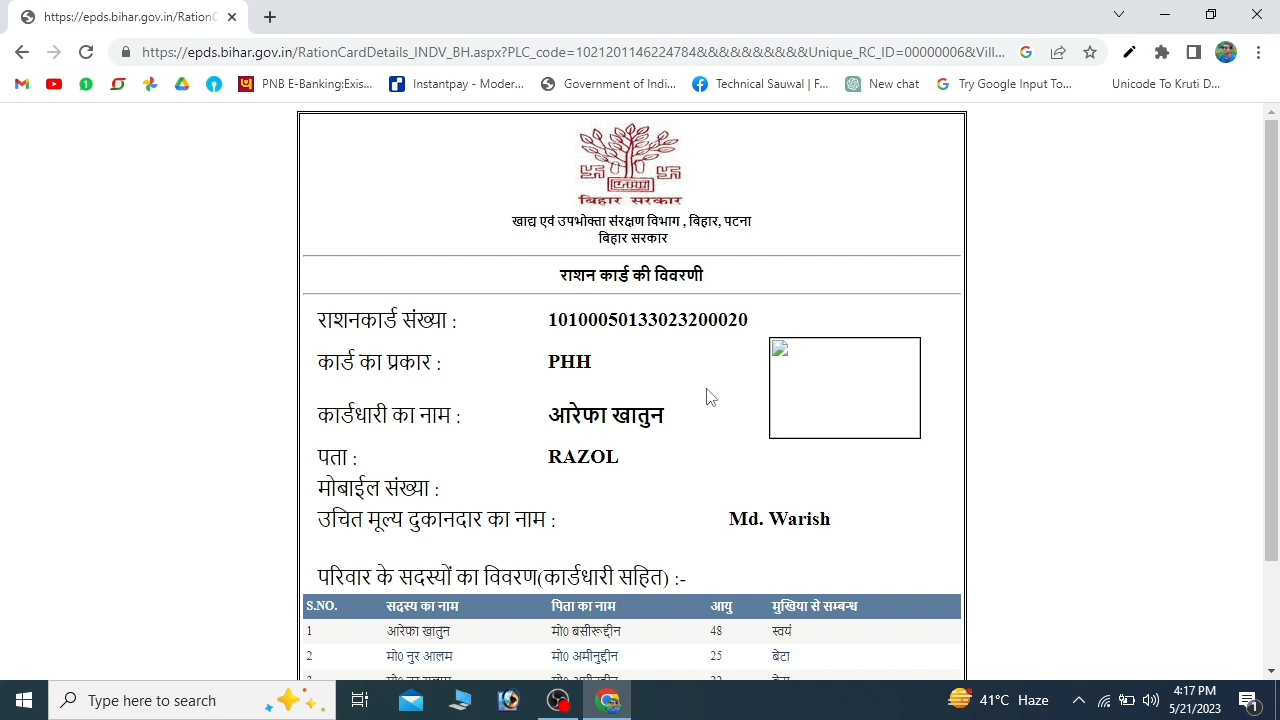 https://epds.bihar.gov.in/RationC
https://epds.bihar.gov.in/RationCardDetails_INDV_BH.aspx?PLC_code=1021201146224784&&&&&&&&&&&Unique_RC_ID=00000006&Vill...
PNB E-Banking:Exis... Instantpay - Moder... Government of Indi... Technical Sauwal | F... New chat Try Google Input To... Unicode To Kruti D...
बिहार सरकार
खाद्य एवं उपभोक्ता संरक्षण विभाग , बिहार, पटना
बिहार सरकार
राशन कार्ड की विवरणी
राशनकार्ड संख्या : 10100050133023200020
कार्ड का प्रकार : PHH
कार्डधारी का नाम : आरेफा खातुन
पता : RAZOL
मोबाईल संख्या :
उचित मूल्य दुकानदार का नाम : Md. Warish
परिवार के सदस्यों का विवरण(कार्डधारी सहित) :-
S.NO. सदस्य का नाम पिता का नाम आयु मुखिया से सम्बन्ध
1 आरेफा खातुन मो0 बसीरूद्दीन 48 स्वयं
2 मो0 नुर आलम मो0 अमीनुद्दीन 25 बेटा
Type here to search
41°C Haze
4:17 PM
5/21/2023
1